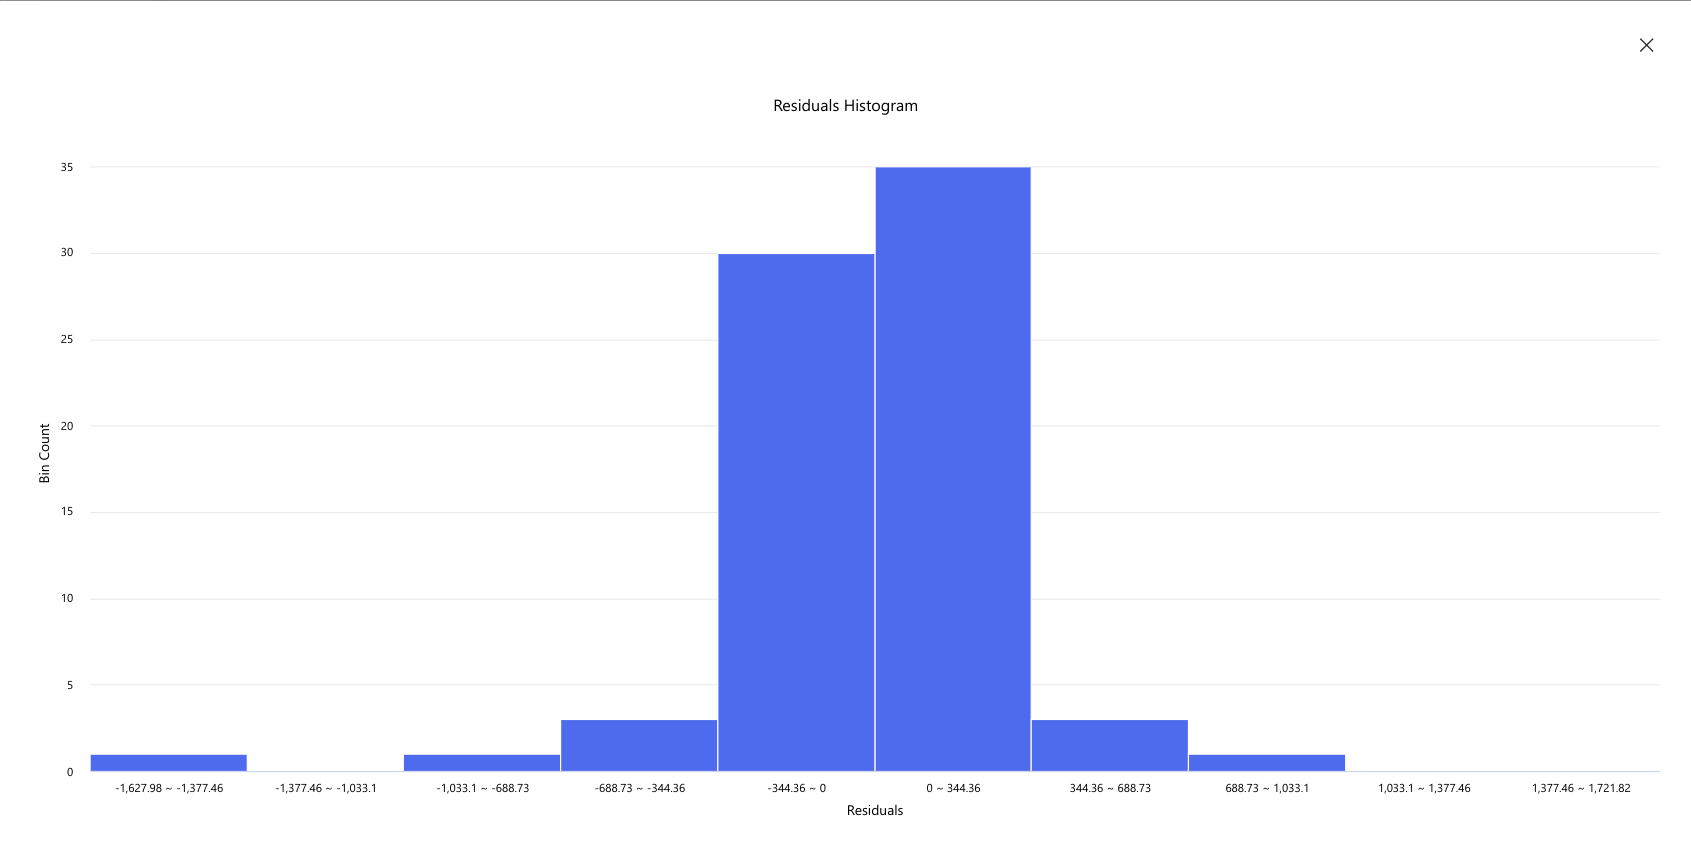 Residuals Histogram
35
30
25
20
15
10
5
0
Bin Count
-1,627.98 ~ -1,377.46
-1,377.46 ~ -1,033.1
-1,033.1 ~ -688.73
-688.73 ~ -344.36
-344.36 ~ 0
0 ~ 344.36
344.36 ~ 688.73
688.73 ~ 1,033.1
1,033.1 ~ 1,377.46
1,377.46 ~ 1,721.82
Residuals